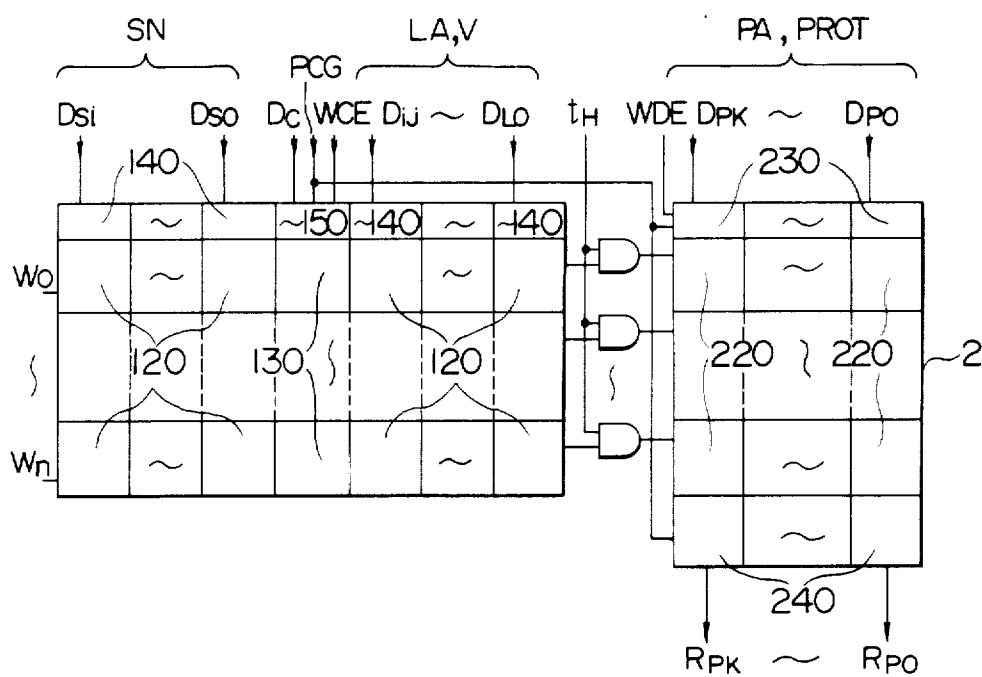 SN LA,V PA, PROT
PCG
DSi DSO DC WCE Dij ~ DLO tH WDE DPK ~ DPO
140 ~150 ~140 ~140 230
WO
120 130 120 220 220 2
Wn
240
RPK ~ RPO